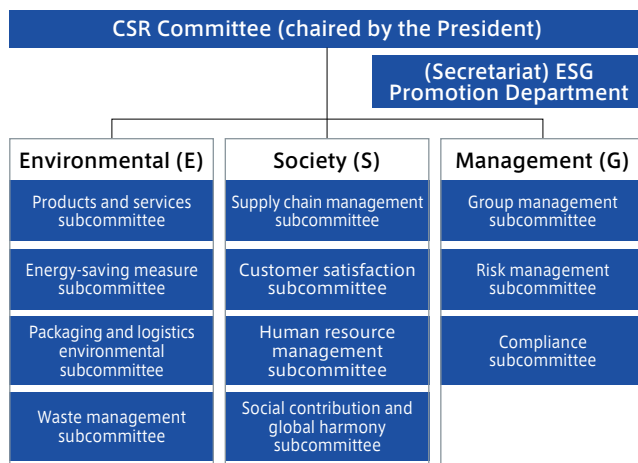 CSR Committee (chaired by the President)
(Secretariat) ESG
Promotion Department
Environmental (E)
Products and services
subcommittee
Energy-saving measure
subcommittee
Packaging and logistics
environmental
subcommittee
Waste management
subcommittee
Society (S)
Supply chain management
subcommittee
Customer satisfaction
subcommittee
Human resource
management
subcommittee
Social contribution and
global harmony
subcommittee
Management (G)
Group management
subcommittee
Risk management
subcommittee
Compliance
subcommittee